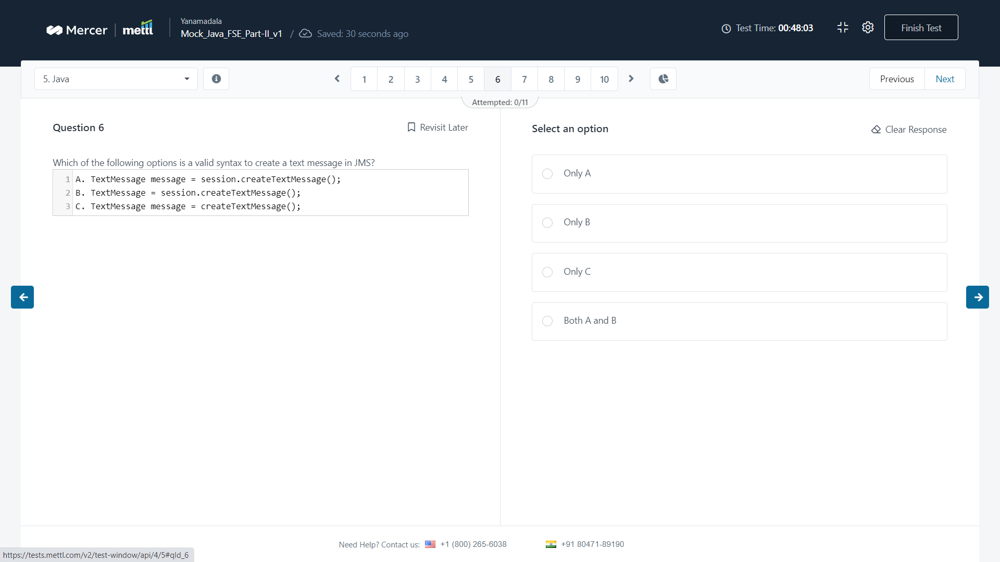 Mercer
mettl
Yanamadala
Mock_Java_FSE_Part-II_v1 / Saved: 30 seconds ago
Test Time: 00:48:03
Finish Test
5. Java
1 2 3 4 5 6 7 8 9 10
Previous
Next
Attempted: 0/11
Question 6
Revisit Later
Which of the following options is a valid syntax to create a text message in JMS?
1 A. TextMessage message = session.createTextMessage();
2 B. TextMessage = session.createTextMessage();
3 C. TextMessage message = createTextMessage();
Select an option
Clear Response
Only A
Only B
Only C
Both A and B
Need Help? Contact us: +1 (800) 265-6038 +91 80471-89190
https://tests.mettl.com/v2/test-window/api/4/5#qId_6